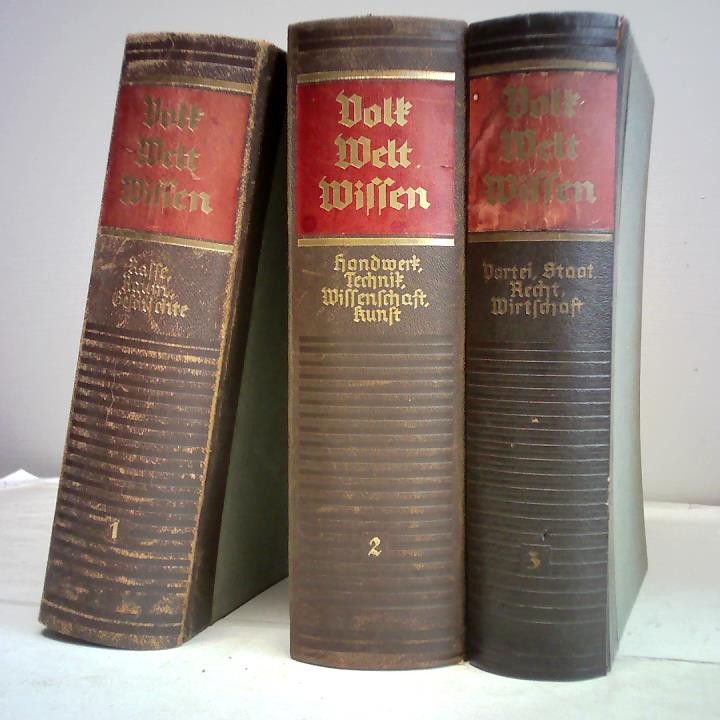 Volk
Welt
Wissen
Rasse,
Raum,
Geschichte
1
Volk
Welt
Wissen
Handwerk,
Technik,
Wissenschaft,
Kunst
2
Volk
Welt
Wissen
Partei, Staat
Recht,
Wirtschaft
3